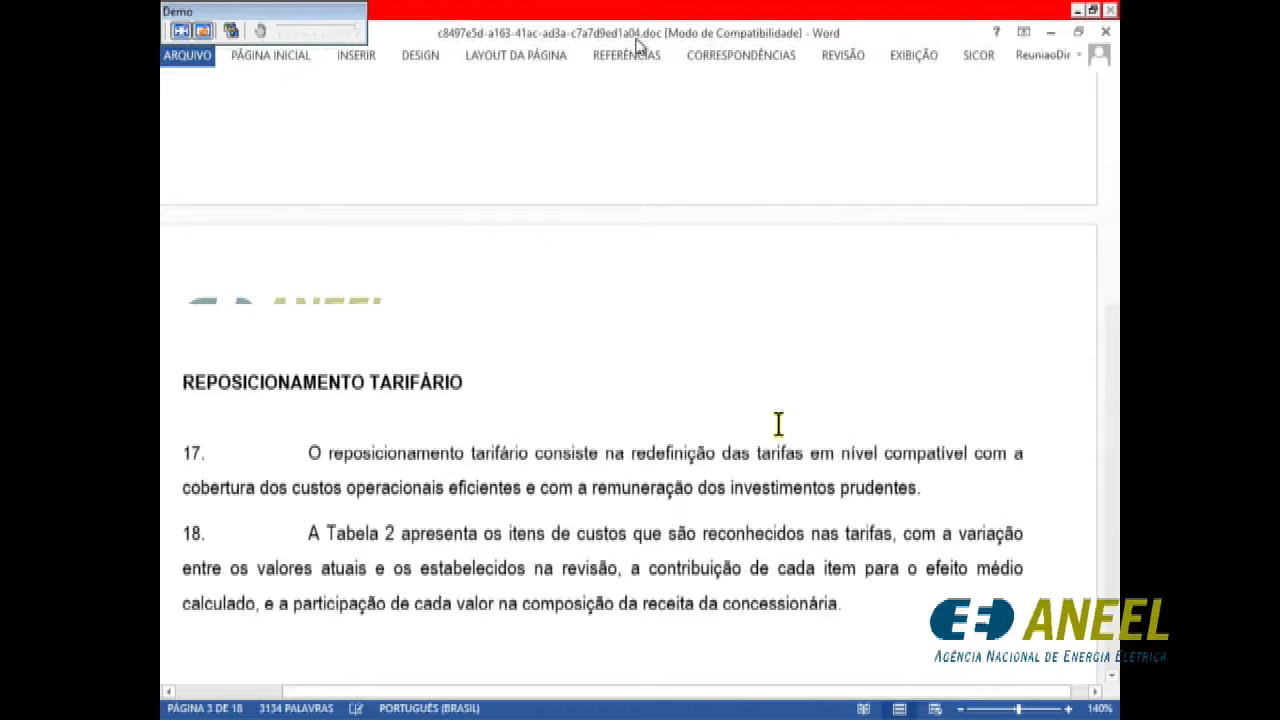 Demo
c8497e5d-a163-41ac-ad3a-c7a7d9ed1a04.doc [Modo de Compatibilidade] - Word
ARQUIVO PÁGINA INICIAL INSERIR DESIGN LAYOUT DA PÁGINA REFERÊNCIAS CORRESPONDÊNCIAS REVISÃO EXIBIÇÃO SICOR ReuniaoDir
ANEEL
REPOSICIONAMENTO TARIFÁRIO
17. O reposicionamento tarifário consiste na redefinição das tarifas em nível compatível com a
cobertura dos custos operacionais eficientes e com a remuneração dos investimentos prudentes.
18. A Tabela 2 apresenta os itens de custos que são reconhecidos nas tarifas, com a variação
entre os valores atuais e os estabelecidos na revisão, a contribuição de cada item para o efeito médio
calculado, e a participação de cada valor na composição da receita da concessionária.
ANEEL
AGÊNCIA NACIONAL DE ENERGIA ELÉTRICA
PÁGINA 3 DE 18 3134 PALAVRAS PORTUGUÊS (BRASIL) 140%